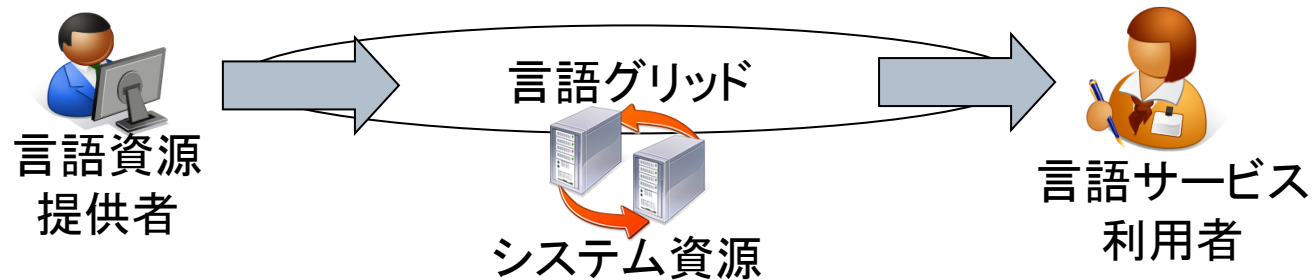 言語資源
提供者
言語グリッド
システム資源
言語サービス
利用者